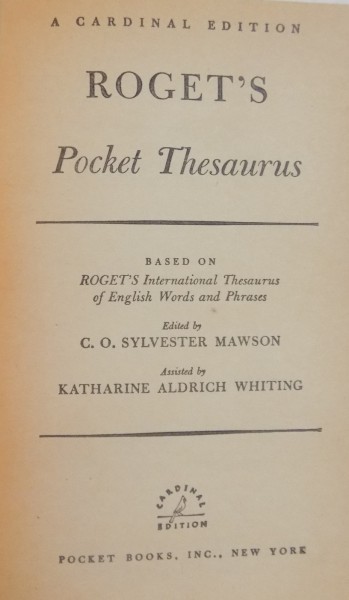 A CARDINAL EDITION
ROGET'S
Pocket Thesaurus
BASED ON
ROGET'S International Thesaurus
of English Words and Phrases
Edited by
C. O. SYLVESTER MAWSON
Assisted by
KATHARINE ALDRICH WHITING
CARDINAL
EDITION
POCKET BOOKS, INC., NEW YORK